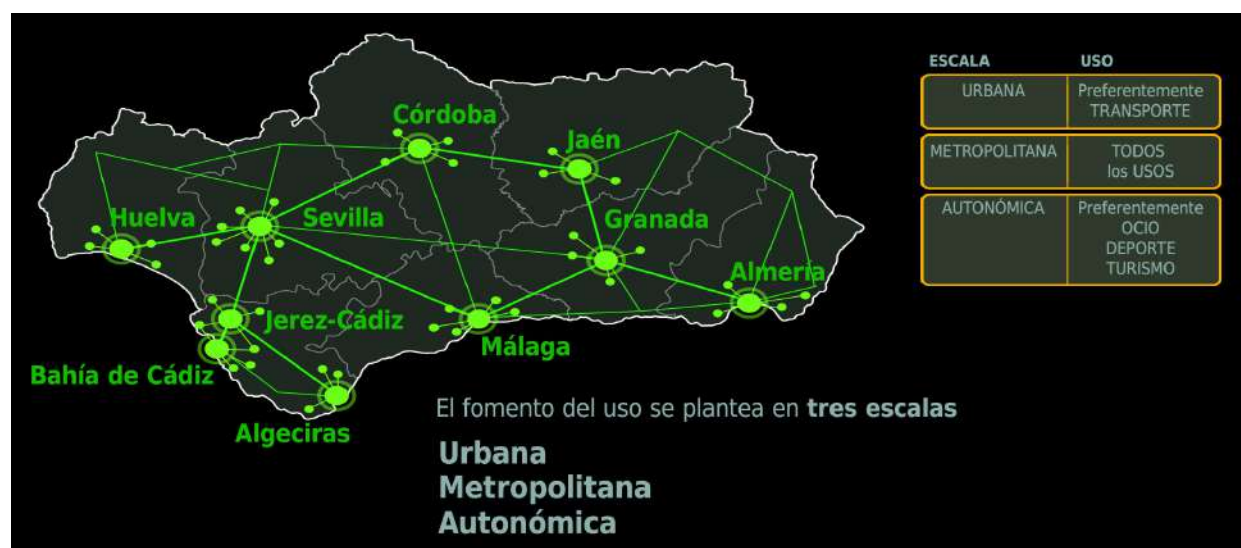 Córdoba
Jaén
Huelva
Sevilla
Granada
Almería
Jerez-Cádiz
Málaga
Bahía de Cádiz
Algeciras
ESCALA USO
URBANA Preferentemente
TRANSPORTE
METROPOLITANA TODOS
los USOS
AUTONÓMICA Preferentemente
OCIO
DEPORTE
TURISMO
El fomento del uso se plantea en tres escalas
Urbana
Metropolitana
Autonómica